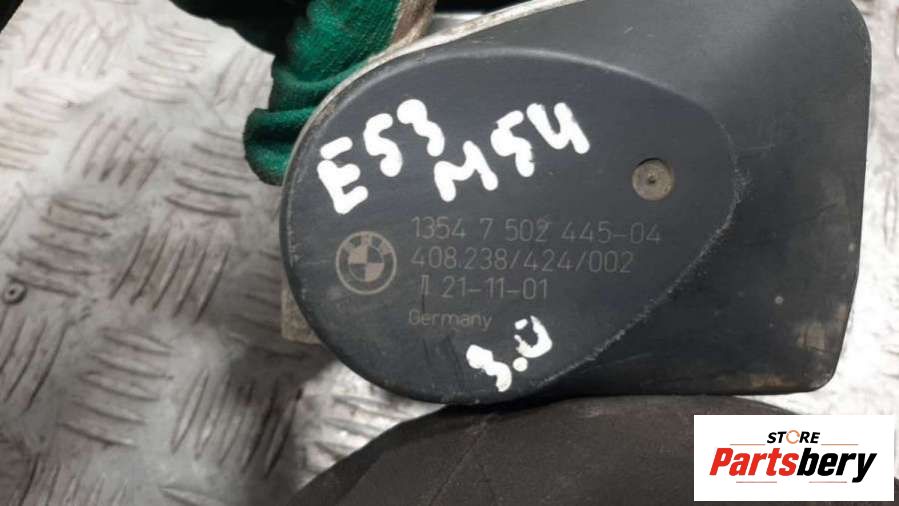 E53
M54
1354 7 502 445-04
408.238/424/002
21-11-01
Germany
3.0
STORE
Partsbery